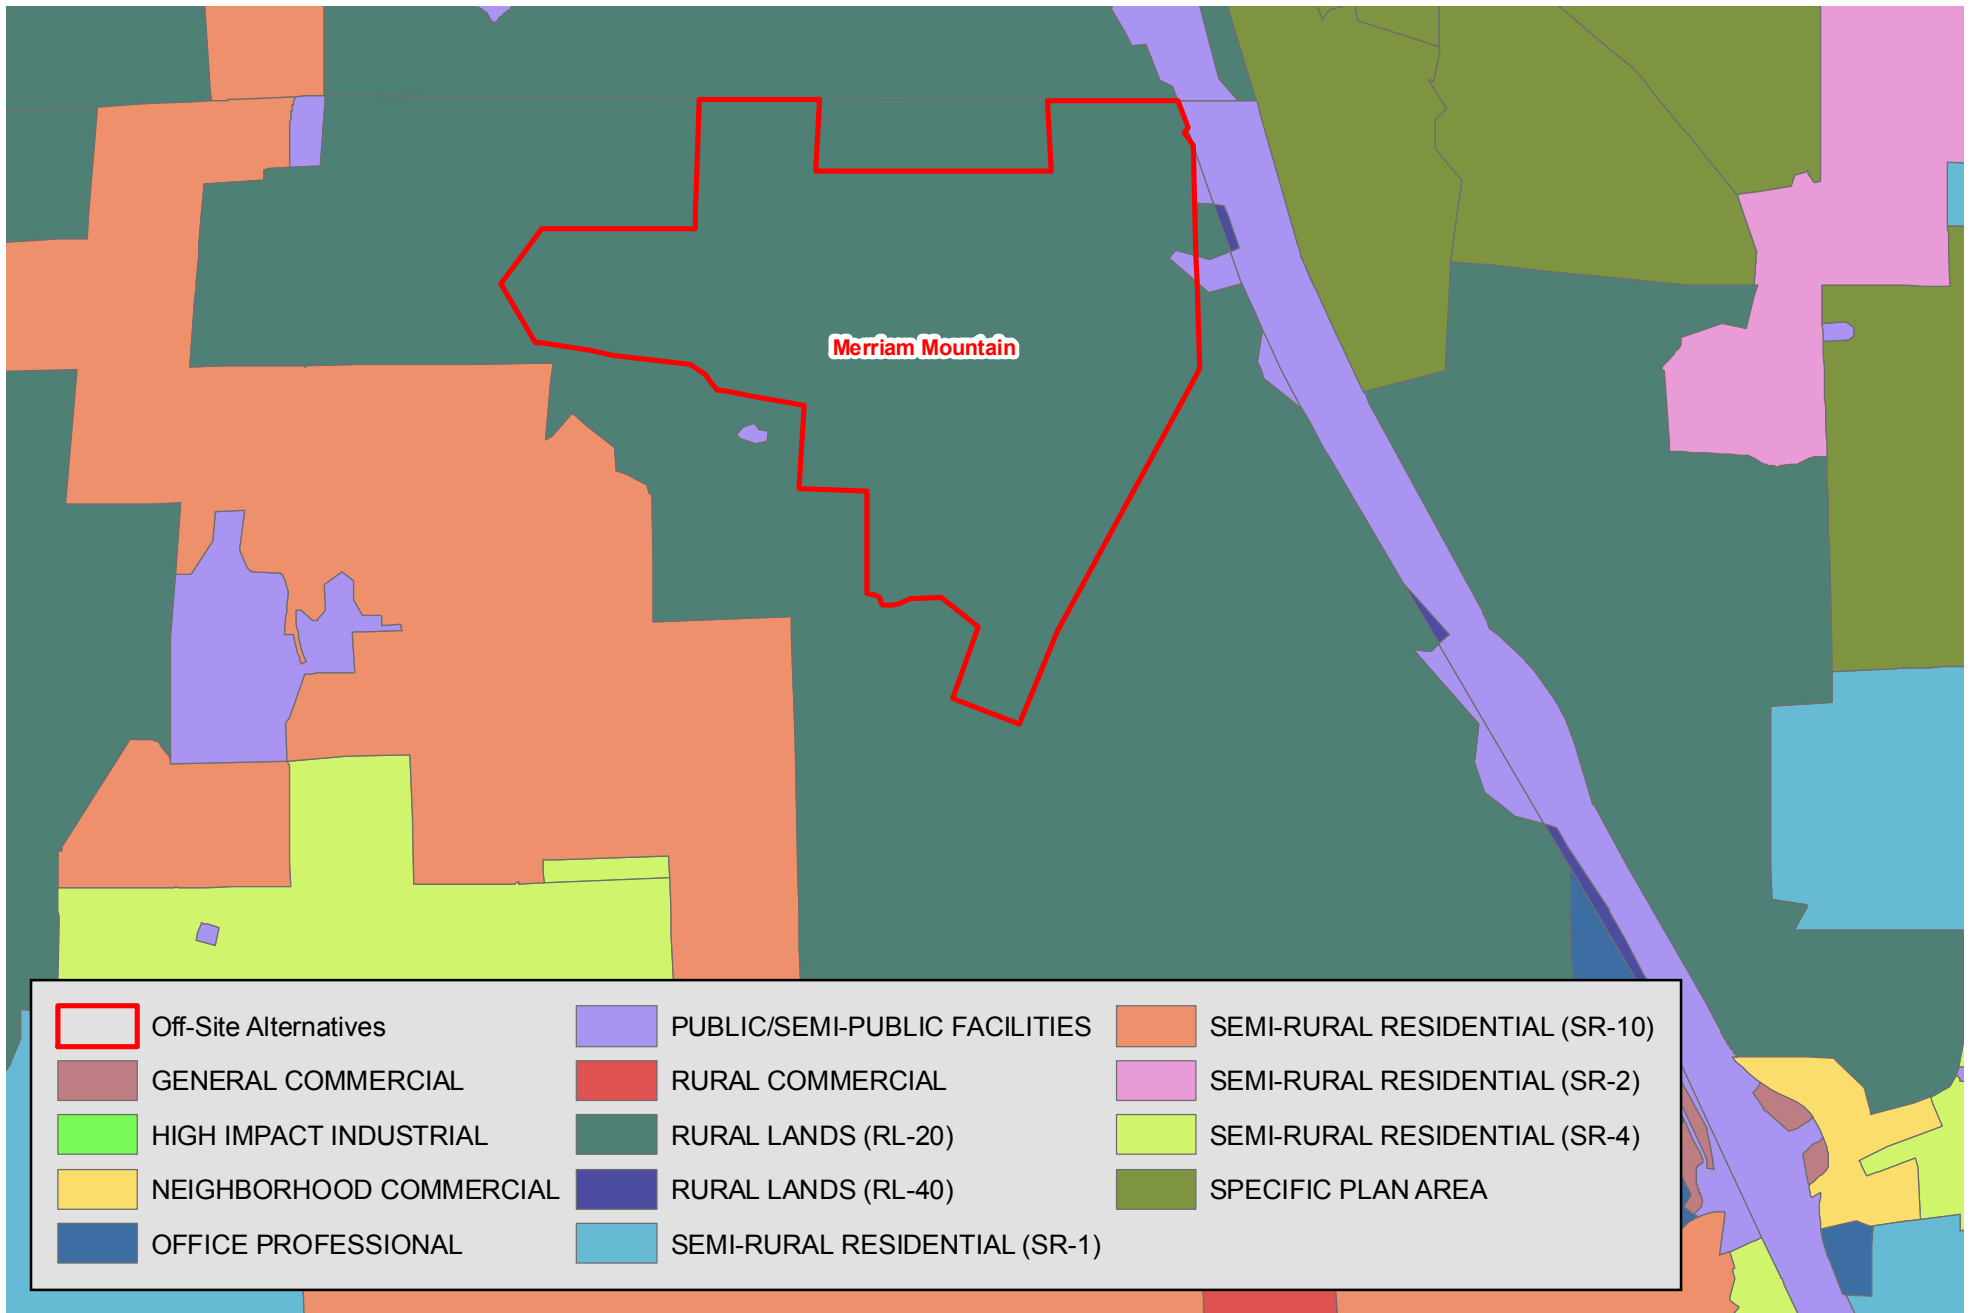 Merriam Mountain
Off-Site Alternatives
GENERAL COMMERCIAL
HIGH IMPACT INDUSTRIAL
NEIGHBORHOOD COMMERCIAL
OFFICE PROFESSIONAL
PUBLIC/SEMI-PUBLIC FACILITIES
RURAL COMMERCIAL
RURAL LANDS (RL-20)
RURAL LANDS (RL-40)
SEMI-RURAL RESIDENTIAL (SR-1)
SEMI-RURAL RESIDENTIAL (SR-10)
SEMI-RURAL RESIDENTIAL (SR-2)
SEMI-RURAL RESIDENTIAL (SR-4)
SPECIFIC PLAN AREA